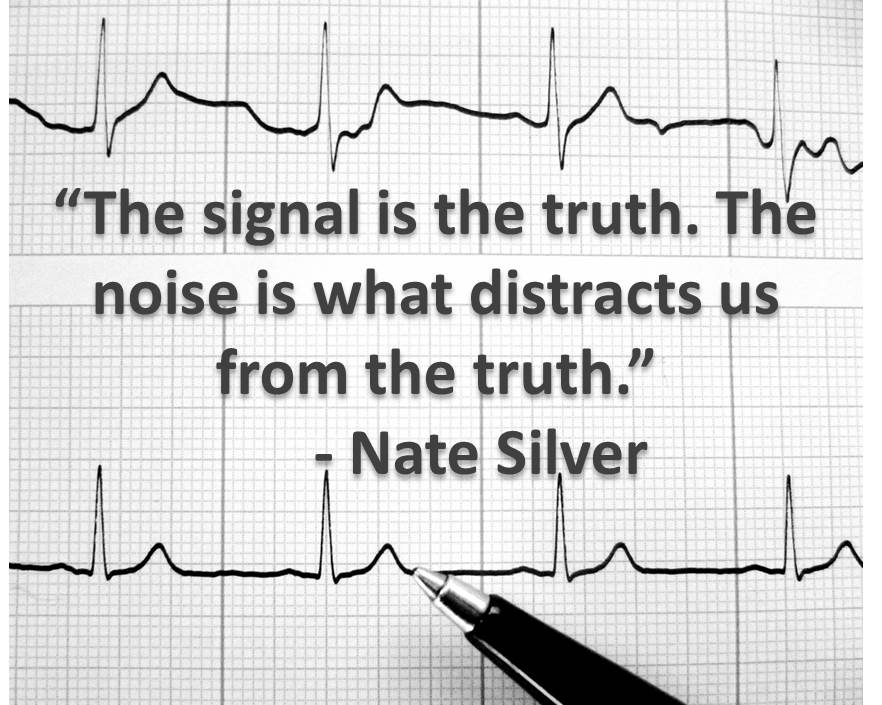 “The signal is the truth. The
noise is what distracts us
from the truth.”
- Nate Silver